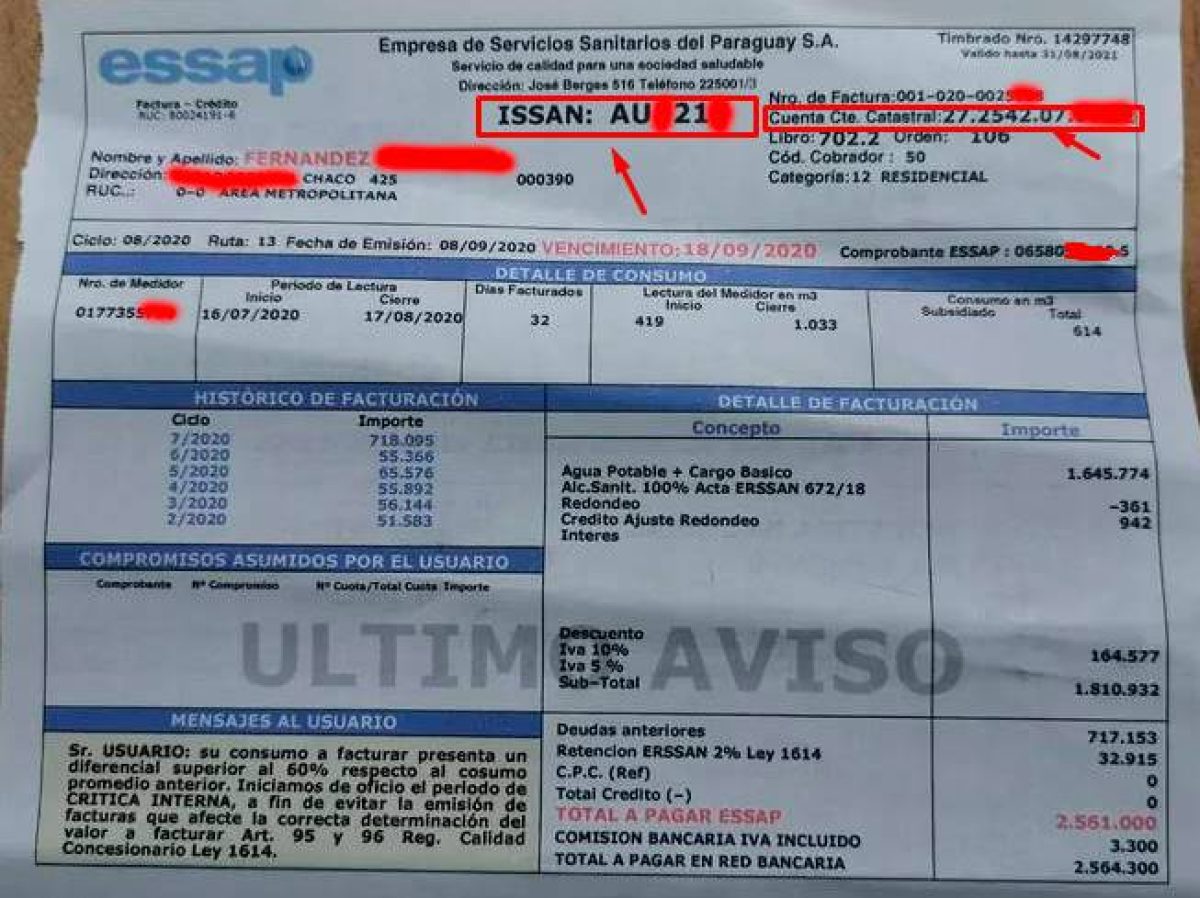 essap
Factura - Crédito
RUC: 80024191-6
Empresa de Servicios Sanitarios del Paraguay S.A.
Servicio de calidad para una sociedad saludable
Dirección: José Berges 516 Teléfono 225001/3
ISSAN: AU 21
Timbrado Nro. 14297748
Valido hasta 31/08/2021
Nro. de Factura:001-020-002
Cuenta Cte. Catastral:27.2542.07.
Libro: 702.2 Orden: 106
Cód. Cobrador : 50
Categoría:12 RESIDENCIAL
Nombre y Apellido: FERNANDEZ
Dirección: CHACO 425 000390
RUC..: 0-0 AREA METROPOLITANA
Ciclo: 08/2020 Ruta: 13 Fecha de Emisión: 08/09/2020 VENCIMIENTO:18/09/2020 Comprobante ESSAP : 06580 -5
DETALLE DE CONSUMO
Nro. de Medidor Periodo de Lectura Dias Facturados Lectura del Medidor en m3 Consumo en m3
Inicio Cierre Inicio Cierre Subsidiado Total
0177355 16/07/2020 17/08/2020 32 419 1.033 614
HISTÓRICO DE FACTURACIÓN
Ciclo Importe
7/2020 718.095
6/2020 55.366
5/2020 65.576
4/2020 55.892
3/2020 56.144
2/2020 51.583
COMPROMISOS ASUMIDOS POR EL USUARIO
Comprobante Nº Compromiso Nº Cuota/Total Cuota Importe
DETALLE DE FACTURACIÓN
Concepto Importe
Agua Potable + Cargo Basico 1.645.774
Alc.Sanit. 100% Acta ERSSAN 672/18
Redondeo -361
Credito Ajuste Redondeo 942
Interes
ULTIMO AVISO
Descuento
Iva 10% 164.577
Iva 5 %
Sub-Total 1.810.932
MENSAJES AL USUARIO
Sr. USUARIO: su consumo a facturar presenta un
diferencial superior al 60% respecto al cosumo
promedio anterior. Iniciamos de oficio el periodo de
CRITICA INTERNA, a fin de evitar la emisión de
facturas que afecte la correcta determinación del
valor a facturar Art. 95 y 96 Reg. Calidad
Concesionario Ley 1614.
Deudas anteriores 717.153
Retencion ERSSAN 2% Ley 1614 32.915
C.P.C. (Ref) 0
Total Credito (-) 0
TOTAL A PAGAR ESSAP 2.561.000
COMISION BANCARIA IVA INCLUIDO 3.300
TOTAL A PAGAR EN RED BANCARIA 2.564.300